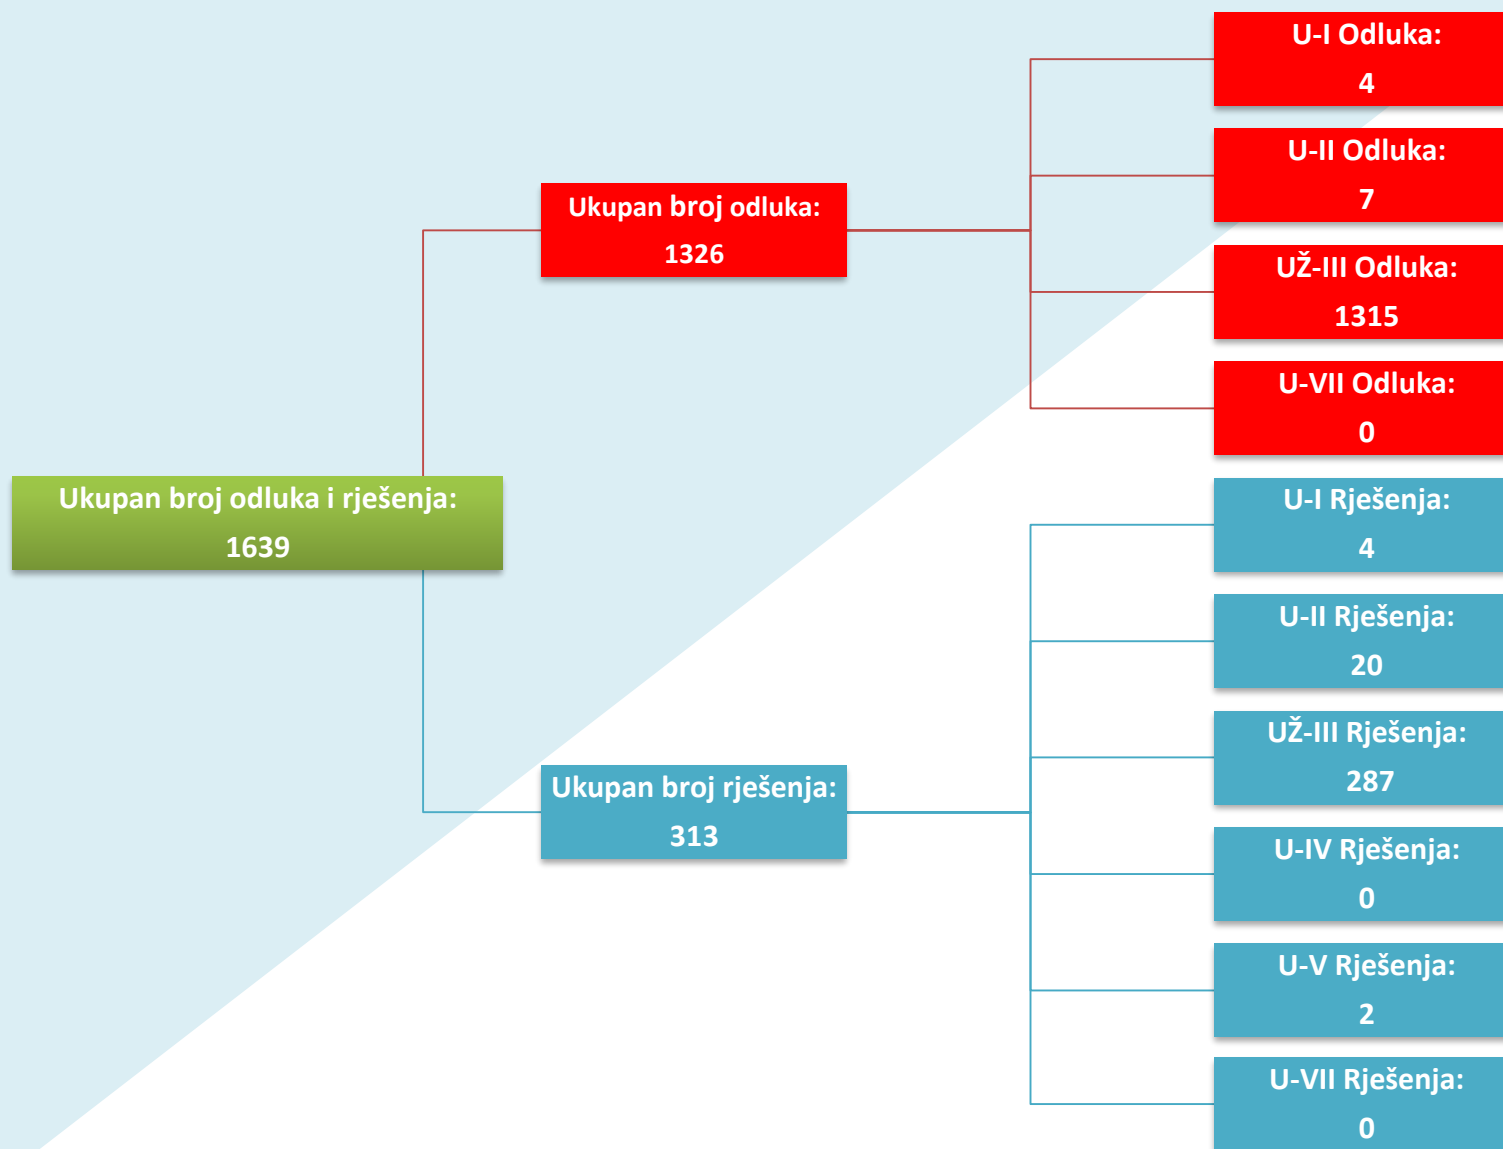 Ukupan broj odluka i rješenja:
1639
Ukupan broj odluka:
1326
U-I Odluka:
4
U-II Odluka:
7
UŽ-III Odluka:
1315
U-VII Odluka:
0
Ukupan broj rješenja:
313
U-I Rješenja:
4
U-II Rješenja:
20
UŽ-III Rješenja:
287
U-IV Rješenja:
0
U-V Rješenja:
2
U-VII Rješenja:
0